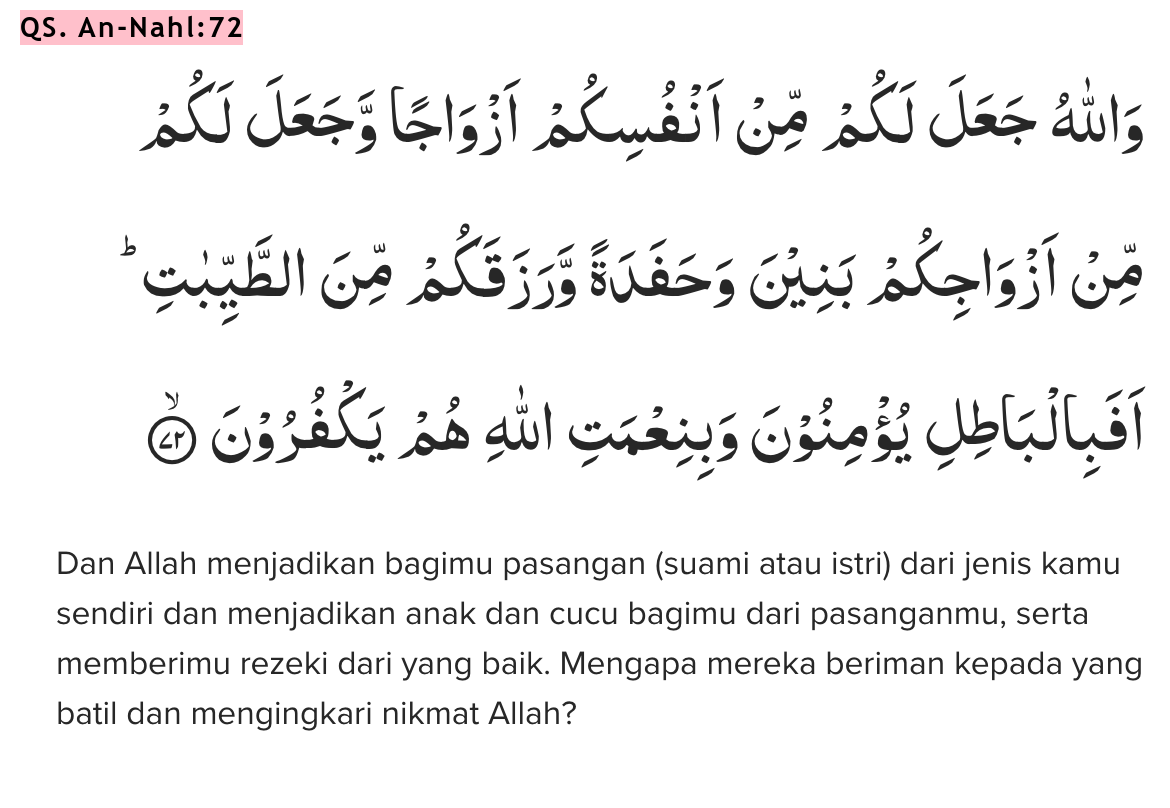 QS. An-Nahl:72
وَاللّٰهُ جَعَلَ لَكُمْ مِّنْ اَنْفُسِكُمْ اَزْوَاجًا وَّجَعَلَ لَكُمْ
مِّنْ اَزْوَاجِكُمْ بَنِيْنَ وَحَفَدَةً وَّرَزَقَكُمْ مِّنَ الطَّيِّبٰتِۗ
اَفَبِالْبَاطِلِ يُؤْمِنُوْنَ وَبِنِعْمَتِ اللّٰهِ هُمْ يَكْفُرُوْنَۙ ٧٢
Dan Allah menjadikan bagimu pasangan (suami atau istri) dari jenis kamu
sendiri dan menjadikan anak dan cucu bagimu dari pasanganmu, serta
memberimu rezeki dari yang baik. Mengapa mereka beriman kepada yang
batil dan mengingkari nikmat Allah?